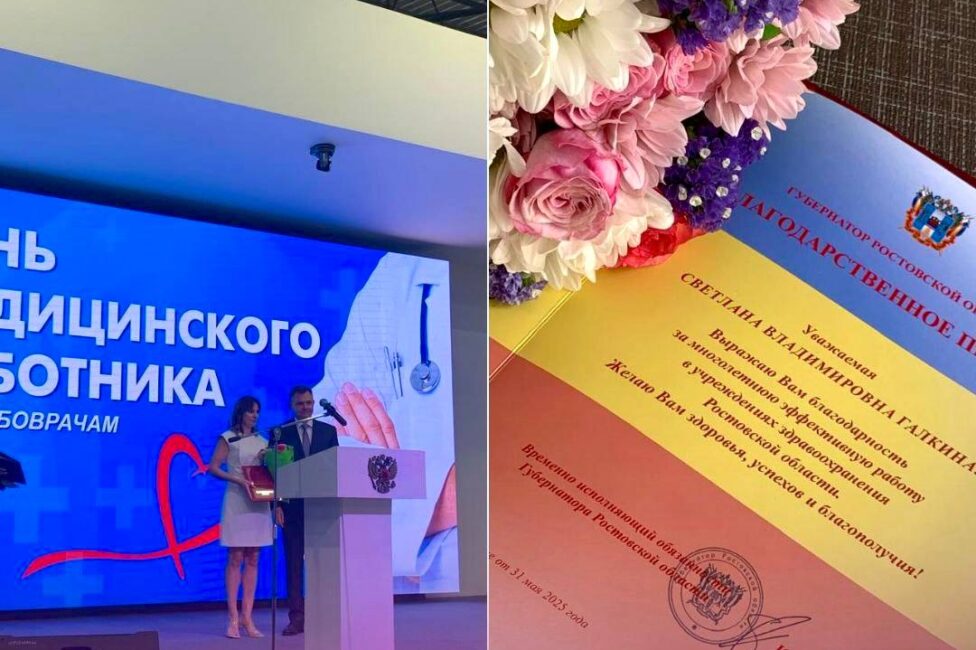 НЬ
ДИЦИНСКОГО
БОТНИКА
БОВРАЧАМ
ГУБЕРНАТОР РОСТОВСКОЙ ОБ
ЛАГОДАРСТВЕННОЕ П
Уважаемая
СВЕТЛАНА ВЛАДИМИРОВНА ГАЛКИНА
Выражаю Вам благодарность
за многолетнюю эффективную работу
в учреждениях здравоохранения
Ростовской области.
Желаю Вам здоровья, успехов и благополучия!
Временно исполняющий обязанности
Губернатора Ростовской области
от 31 мая 2025 года